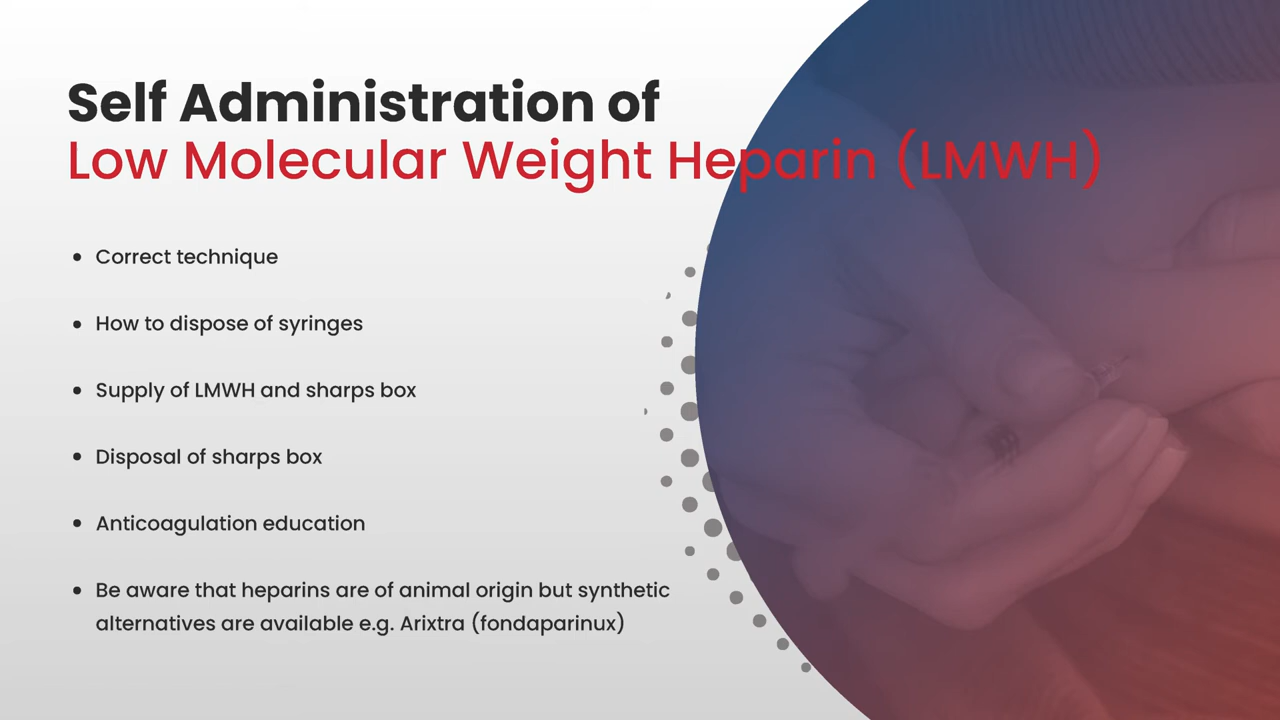 Self Administration of
Low Molecular Weight Heparin (LMWH)
• Correct technique
• How to dispose of syringes
• Supply of LMWH and sharps box
• Disposal of sharps box
• Anticoagulation education
• Be aware that heparins are of animal origin but synthetic
alternatives are available e.g. Arixtra (fondaparinux)